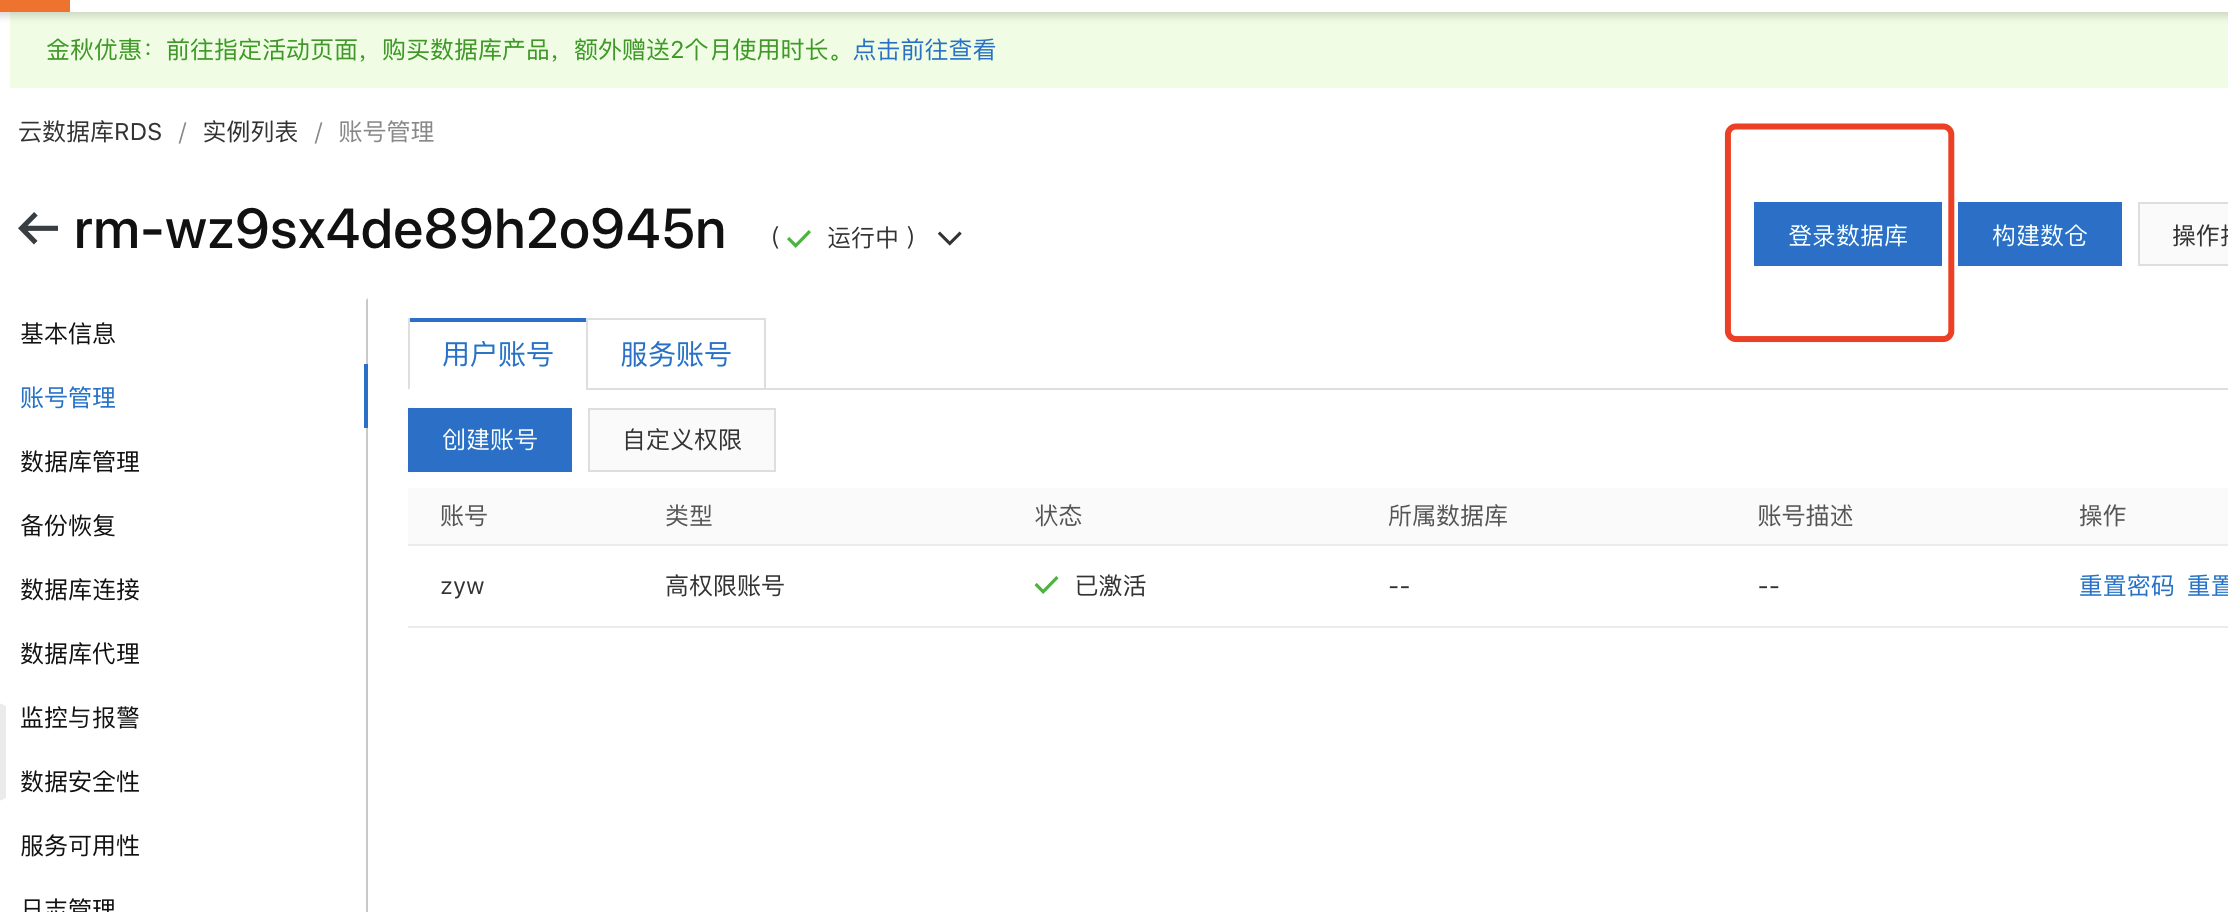 金秋优惠：前往指定活动页面，购买数据库产品，额外赠送2个月使用时长。点击前往查看
云数据库RDS / 实例列表 / 账号管理
rm-wz9sx4de89h2o945n （ 运行中 ）
登录数据库 构建数仓 操作
基本信息
账号管理
数据库管理
备份恢复
数据库连接
数据库代理
监控与报警
数据安全性
服务可用性
日志管理
用户账号 服务账号
创建账号 自定义权限
账号 类型 状态 所属数据库 账号描述 操作
zyw 高权限账号 已激活 -- -- 重置密码 重置